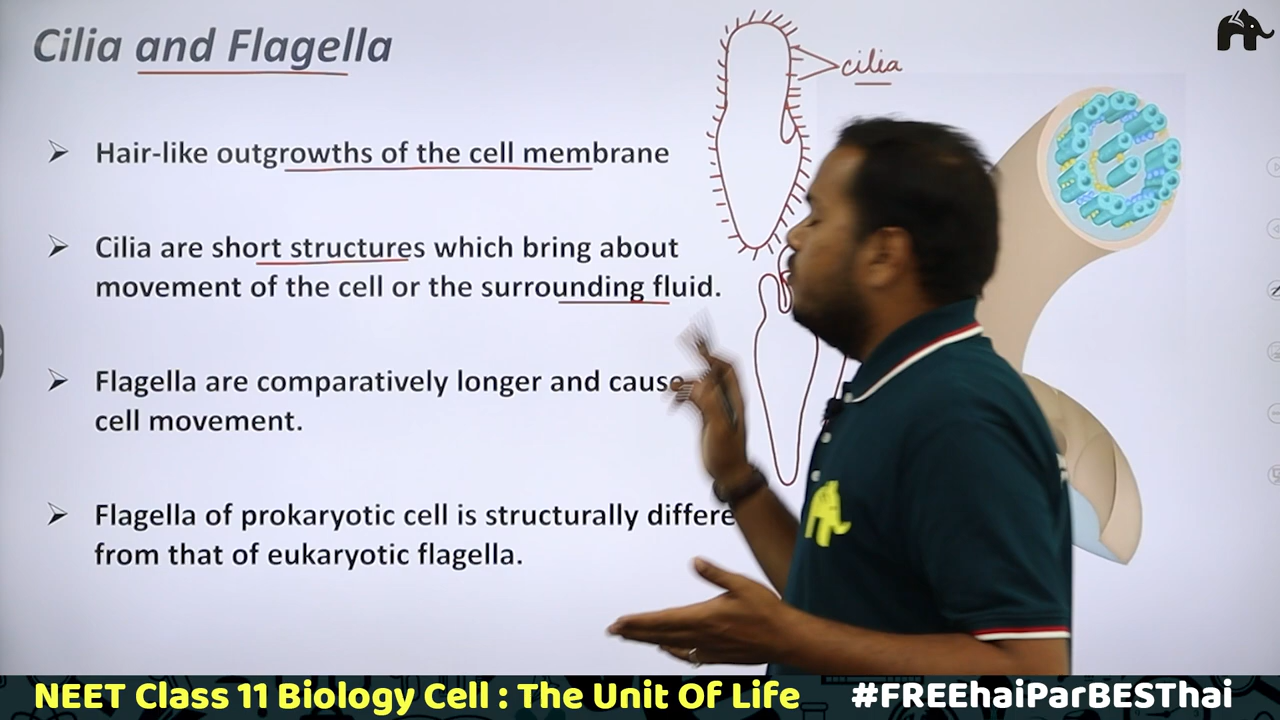 Cilia and Flagella
cilia
➤ Hair-like outgrowths of the cell membrane
➤ Cilia are short structures which bring about
movement of the cell or the surrounding fluid.
➤ Flagella are comparatively longer and cause
cell movement.
➤ Flagella of prokaryotic cell is structurally differe
from that of eukaryotic flagella.
NEET Class 11 Biology Cell : The Unit Of Life #FREEhaiParBESThai